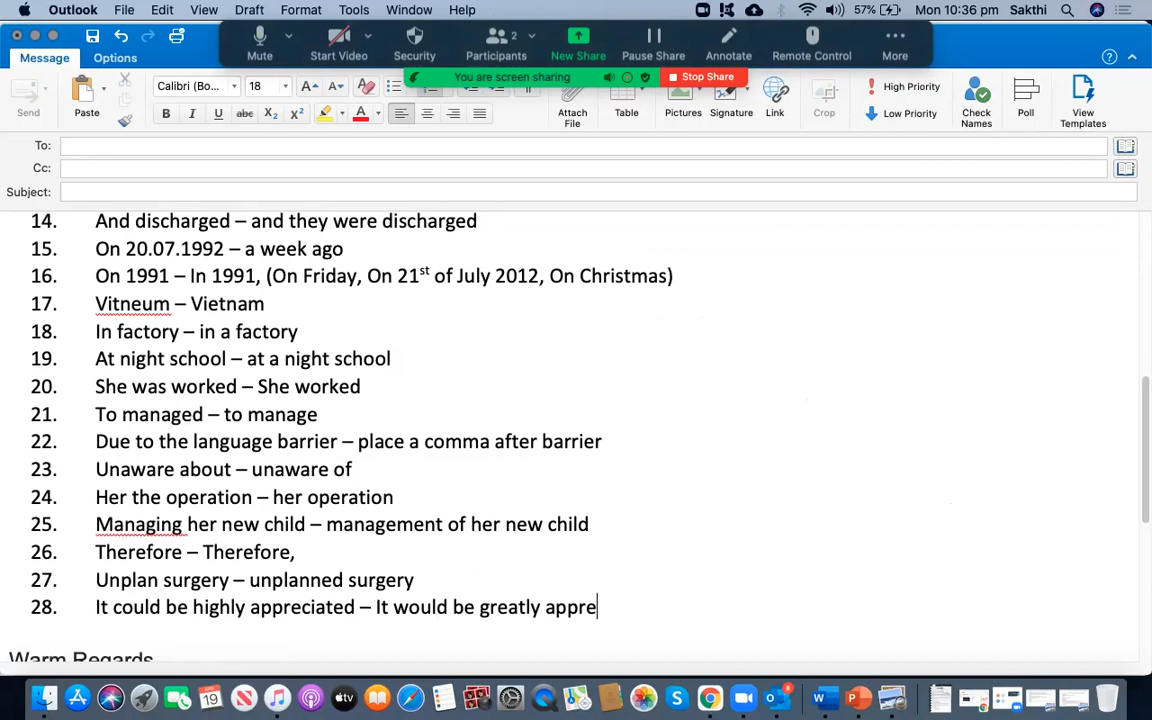 Outlook File Edit View Draft Format Tools Window Help 57% Mon 10:36 pm Sakthi
Mute Start Video Security Participants 2 New Share Pause Share Annotate Remote Control More
You are screen sharing Stop Share
Message Options
Send Paste Calibri (Bo... 18 Attach File Table Pictures Signature Link Crop High Priority Low Priority Check Names Poll View Templates
To:
Cc:
Subject:
14. And discharged – and they were discharged
15. On 20.07.1992 – a week ago
16. On 1991 – In 1991, (On Friday, On 21st of July 2012, On Christmas)
17. Vitneum – Vietnam
18. In factory – in a factory
19. At night school – at a night school
20. She was worked – She worked
21. To managed – to manage
22. Due to the language barrier – place a comma after barrier
23. Unaware about – unaware of
24. Her the operation – her operation
25. Managing her new child – management of her new child
26. Therefore – Therefore,
27. Unplan surgery – unplanned surgery
28. It could be highly appreciated – It would be greatly appre
Warm Regards